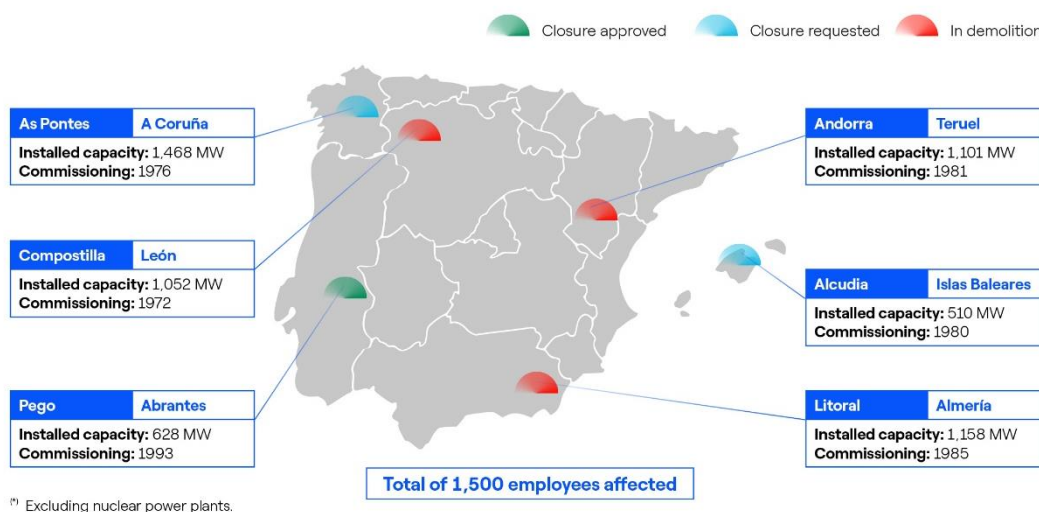 Closure approved
Closure requested
In demolition
As Pontes A Coruña
Installed capacity: 1,468 MW
Commissioning: 1976
Compostilla León
Installed capacity: 1,052 MW
Commissioning: 1972
Pego Abrantes
Installed capacity: 628 MW
Commissioning: 1993
Andorra Teruel
Installed capacity: 1,101 MW
Commissioning: 1981
Alcudia Islas Baleares
Installed capacity: 510 MW
Commissioning: 1980
Litoral Almería
Installed capacity: 1,158 MW
Commissioning: 1985
Total of 1,500 employees affected
(*) Excluding nuclear power plants.